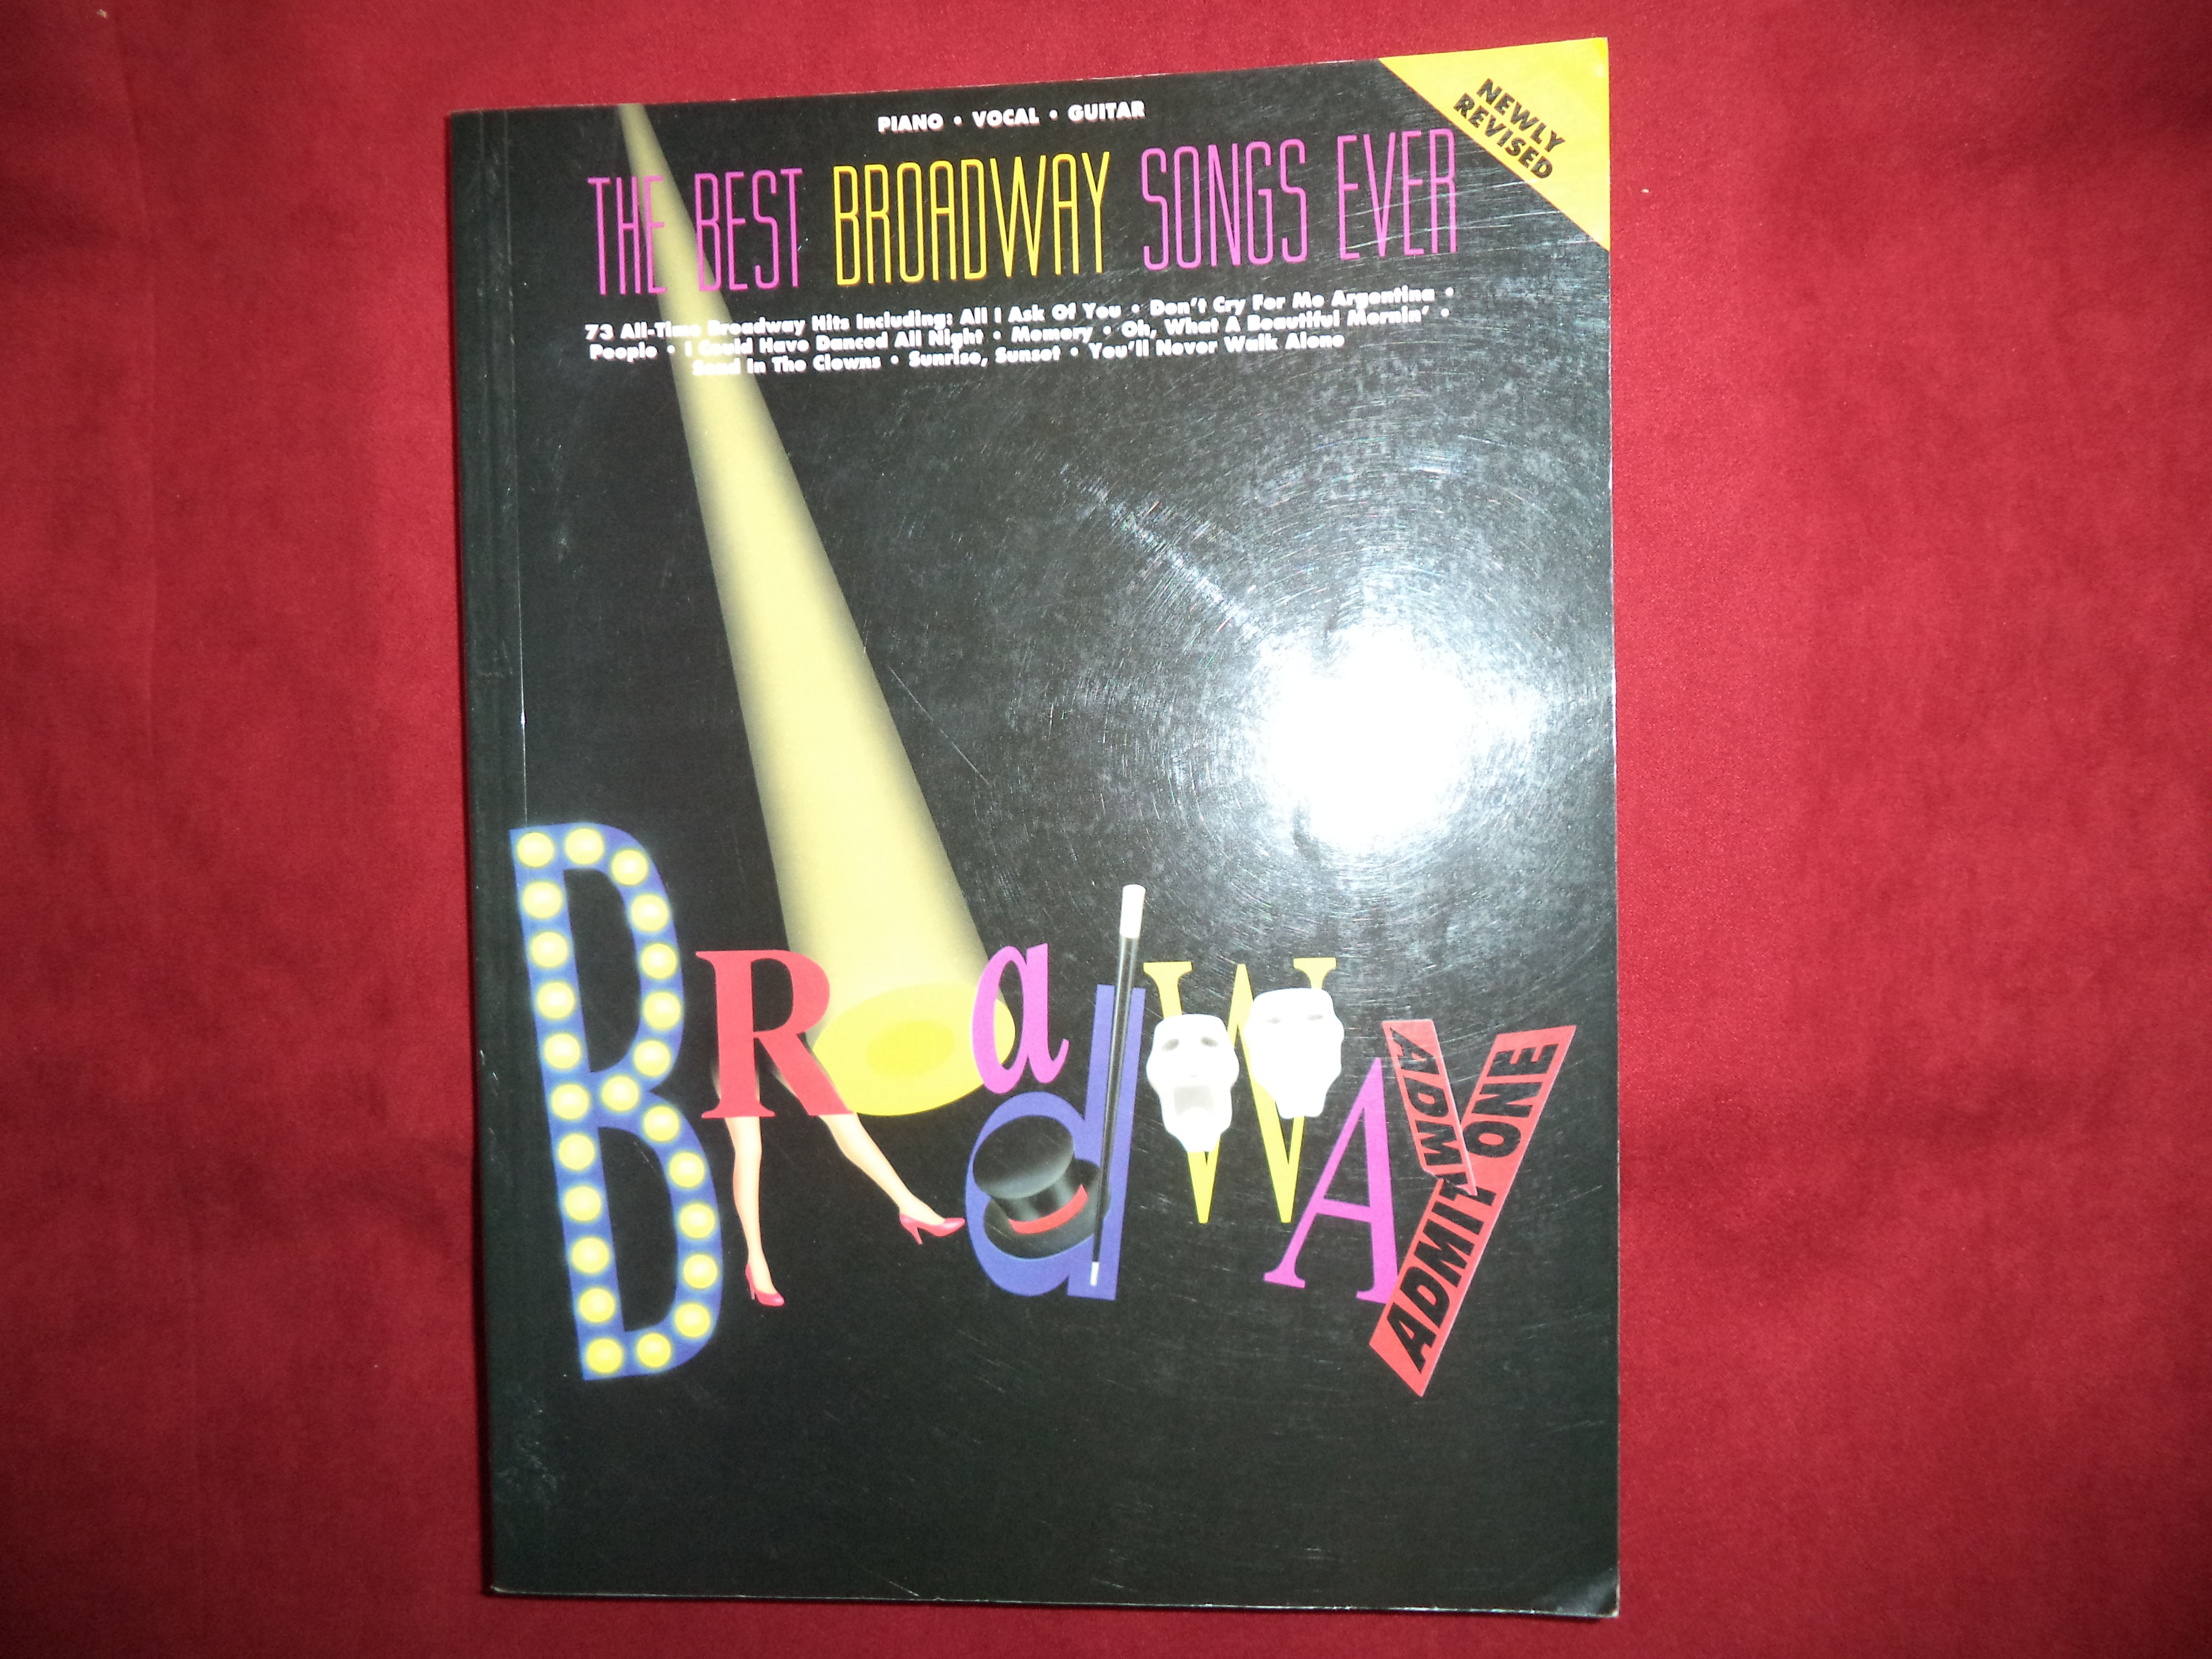 PIANO • VOCAL • GUITAR
NEWLY
REVISED
THE BEST BROADWAY SONGS EVER
73 All-Time Broadway Hits Including: All I Ask Of You • Don't Cry For Me Argentina •
People • I Could Have Danced All Night • Memory • Oh, What A Beautiful Mornin' •
Send In The Clowns • Sunrise, Sunset • You'll Never Walk Alone
BRoadWAY
ADMIT
ADMIT ONE